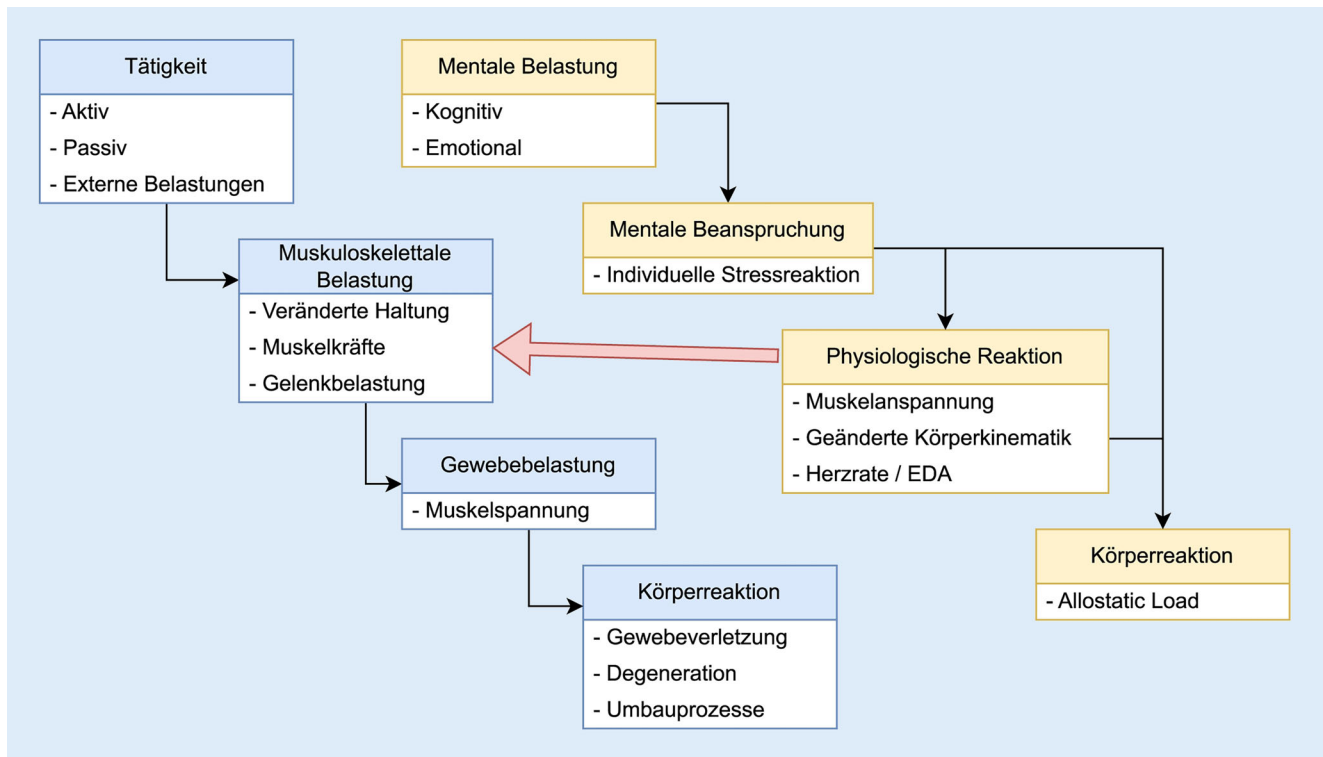 Tätigkeit
- Aktiv
- Passiv
- Externe Belastungen
Mentale Belastung
- Kognitiv
- Emotional
Mentale Beanspruchung
- Individuelle Stressreaktion
Muskuloskelettale
Belastung
- Veränderte Haltung
- Muskelkräfte
- Gelenkbelastung
Physiologische Reaktion
- Muskelanspannung
- Geänderte Körperkinematik
- Herzrate / EDA
Gewebebelastung
- Muskelspannung
Körperreaktion
- Allostatic Load
Körperreaktion
- Gewebeverletzung
- Degeneration
- Umbauprozesse